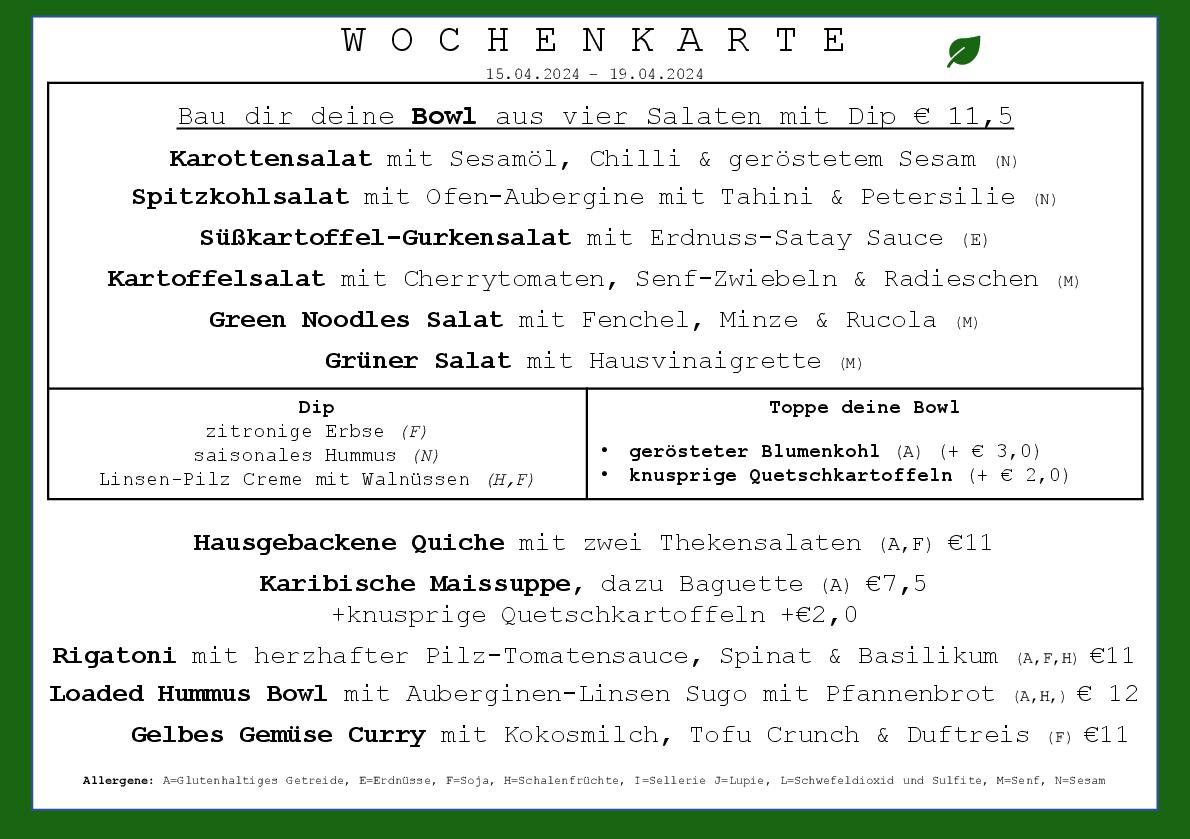 WOCHENKARTE
15.04.2024 – 19.04.2024
Bau dir deine Bowl aus vier Salaten mit Dip € 11,5
Karottensalat mit Sesamöl, Chilli & geröstetem Sesam (N)
Spitzkohlsalat mit Ofen-Aubergine mit Tahini & Petersilie (N)
Süßkartoffel-Gurkensalat mit Erdnuss-Satay Sauce (E)
Kartoffelsalat mit Cherrytomaten, Senf-Zwiebeln & Radieschen (M)
Green Noodles Salat mit Fenchel, Minze & Rucola (M)
Grüner Salat mit Hausvinaigrette (M)
Dip
zitronige Erbse (F)
saisonales Hummus (N)
Linsen-Pilz Creme mit Walnüssen (H,F)
Toppe deine Bowl
• gerösteter Blumenkohl (A) (+ € 3,0)
• knusprige Quetschkartoffeln (+ € 2,0)
Hausgebackene Quiche mit zwei Thekensalaten (A,F) €11
Karibische Maissuppe, dazu Baguette (A) €7,5
+knusprige Quetschkartoffeln +€2,0
Rigatoni mit herzhafter Pilz-Tomatensauce, Spinat & Basilikum (A,F,H) €11
Loaded Hummus Bowl mit Auberginen-Linsen Sugo mit Pfannenbrot (A,H,) € 12
Gelbes Gemüse Curry mit Kokosmilch, Tofu Crunch & Duftreis (F) €11
Allergene: A=Glutenhaltiges Getreide, E=Erdnüsse, F=Soja, H=Schalenfrüchte, I=Sellerie J=Lupie, L=Schwefeldioxid und Sulfite, M=Senf, N=Sesam